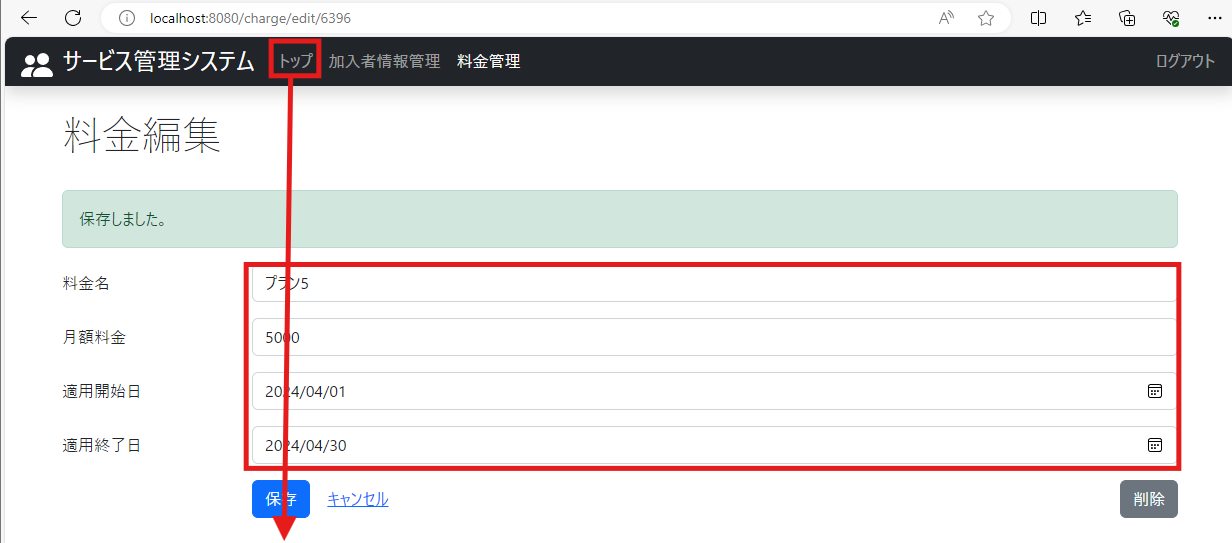 localhost:8080/charge/edit/6396
サービス管理システム トップ 加入者情報管理 料金管理 ログアウト
料金編集
保存しました。
料金名 プラン5
月額料金 5000
適用開始日 2024/04/01
適用終了日 2024/04/30
保存 キャンセル 削除